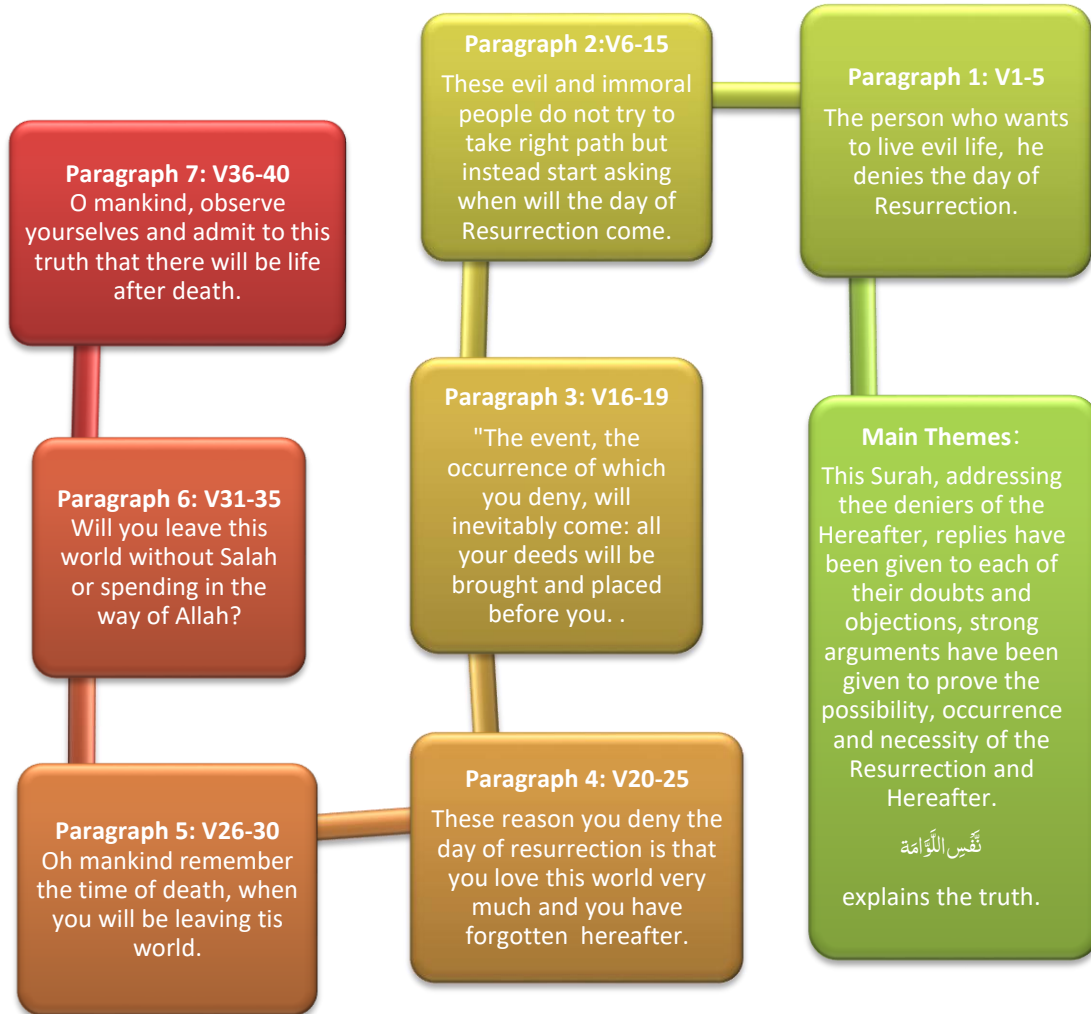 Main Themes:
This Surah, addressing
thee deniers of the
Hereafter, replies have
been given to each of
their doubts and
objections, strong
arguments have been
given to prove the
possibility, occurrence
and necessity of the
Resurrection and
Hereafter.
نَّفْسِ اللَّوَّامَة
explains the truth.
Paragraph 1: V1-5
The person who wants
to live evil life, he
denies the day of
Resurrection.
Paragraph 2:V6-15
These evil and immoral
people do not try to
take right path but
instead start asking
when will the day of
Resurrection come.
Paragraph 3: V16-19
"The event, the
occurrence of which
you deny, will
inevitably come: all
your deeds will be
brought and placed
before you. .
Paragraph 4: V20-25
These reason you deny the
day of resurrection is that
you love this world very
much and you have
forgotten hereafter.
Paragraph 5: V26-30
Oh mankind remember
the time of death, when
you will be leaving tis
world.
Paragraph 6: V31-35
Will you leave this
world without Salah
or spending in the
way of Allah?
Paragraph 7: V36-40
O mankind, observe
yourselves and admit to this
truth that there will be life
after death.